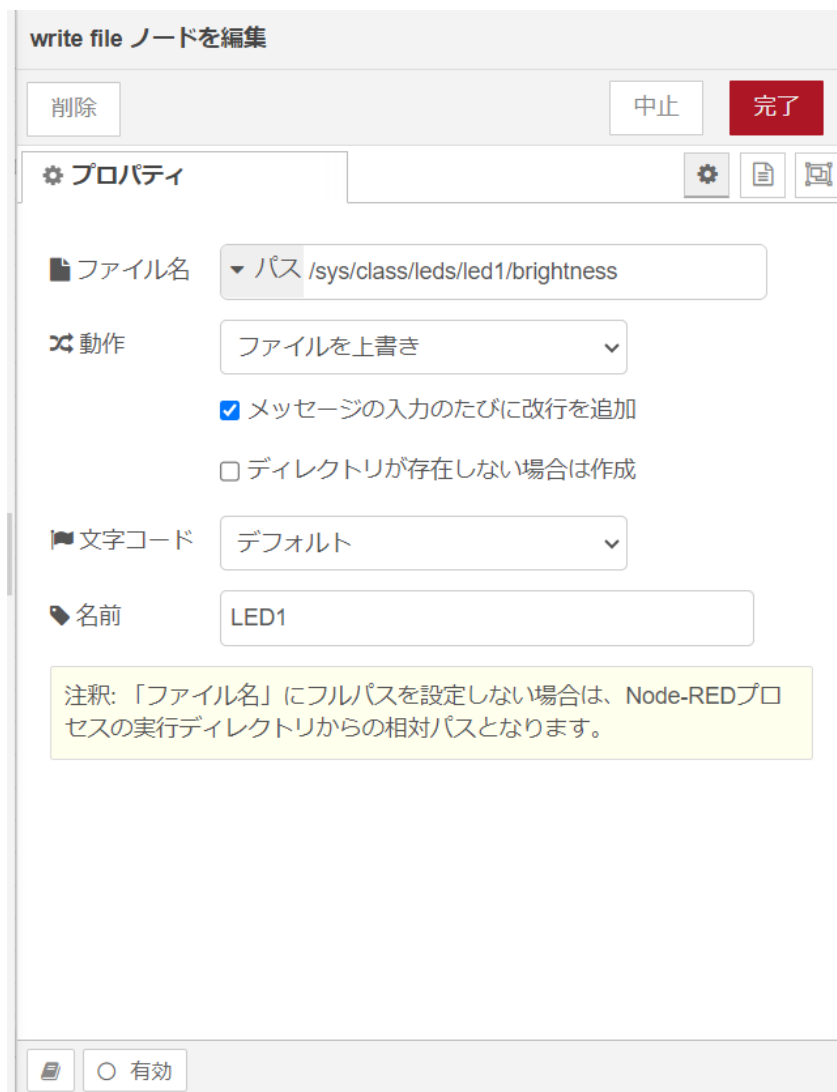 write file ノードを編集
削除
中止
完了
プロパティ
ファイル名
パス /sys/class/leds/led1/brightness
動作
ファイルを上書き
メッセージの入力のたびに改行を追加
ディレクトリが存在しない場合は作成
文字コード
デフォルト
名前
LED1
注釈: 「ファイル名」にフルパスを設定しない場合は、Node-REDプロ
セスの実行ディレクトリからの相対パスとなります。
有効